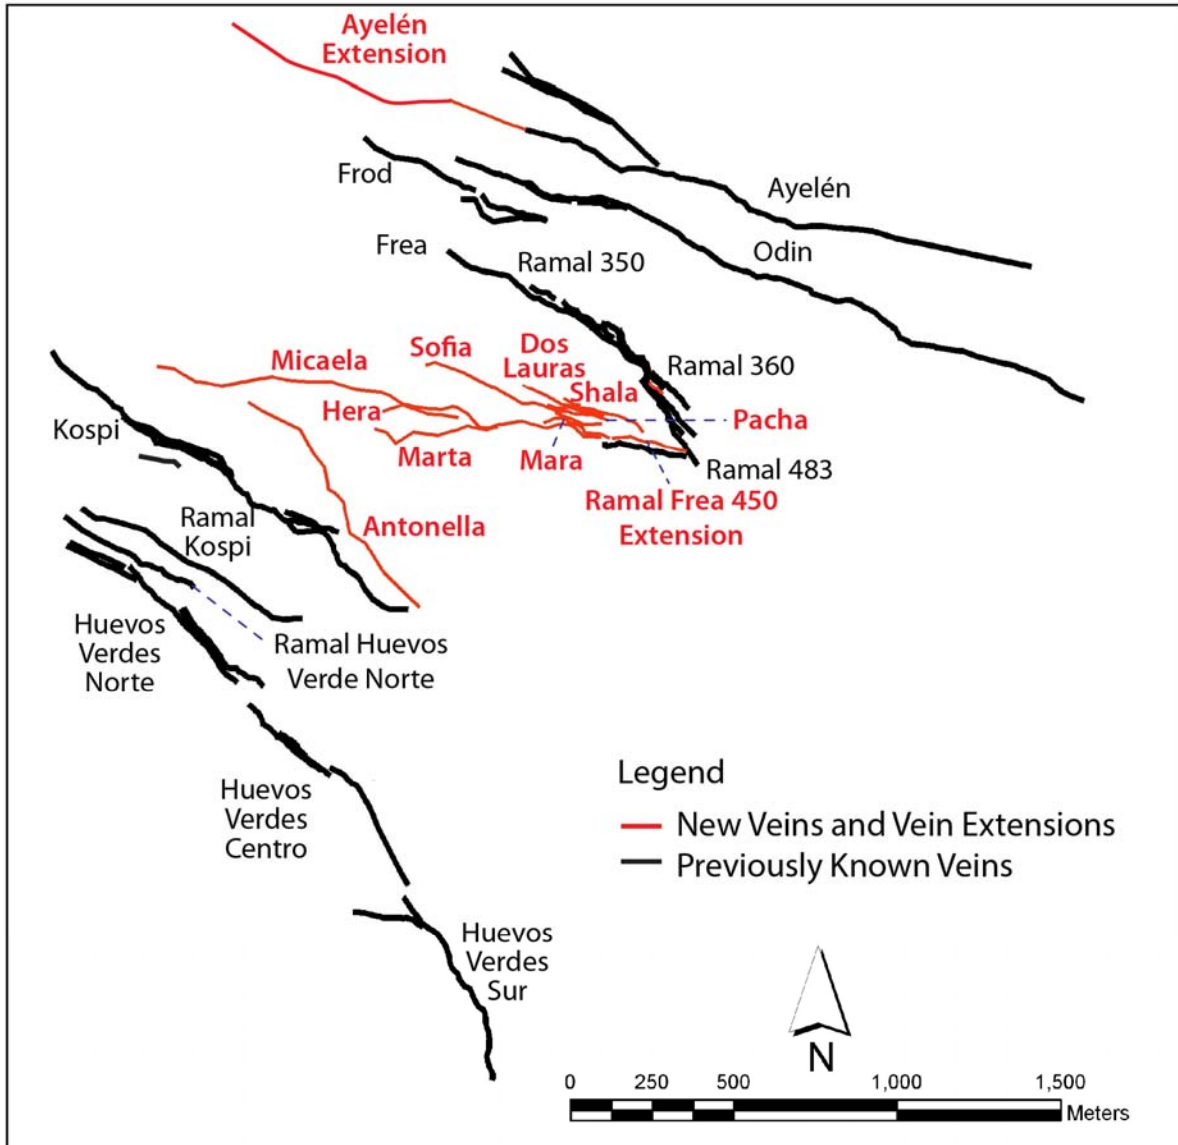 Ayelén
Extension
Frod
Ayelén
Frea
Odin
Ramal 350
Micaela
Sofia
Dos
Lauras
Ramal 360
Shala
Hera
Pacha
Kospi
Marta
Mara
Ramal 483
Ramal Frea 450
Extension
Ramal
Kospi
Antonella
Huevos
Verdes
Norte
Ramal Huevos
Verde Norte
Huevos
Verdes
Centro
Legend
New Veins and Vein Extensions
Previously Known Veins
Huevos
Verdes
Sur
N
0 250 500 1,000 1,500
Meters